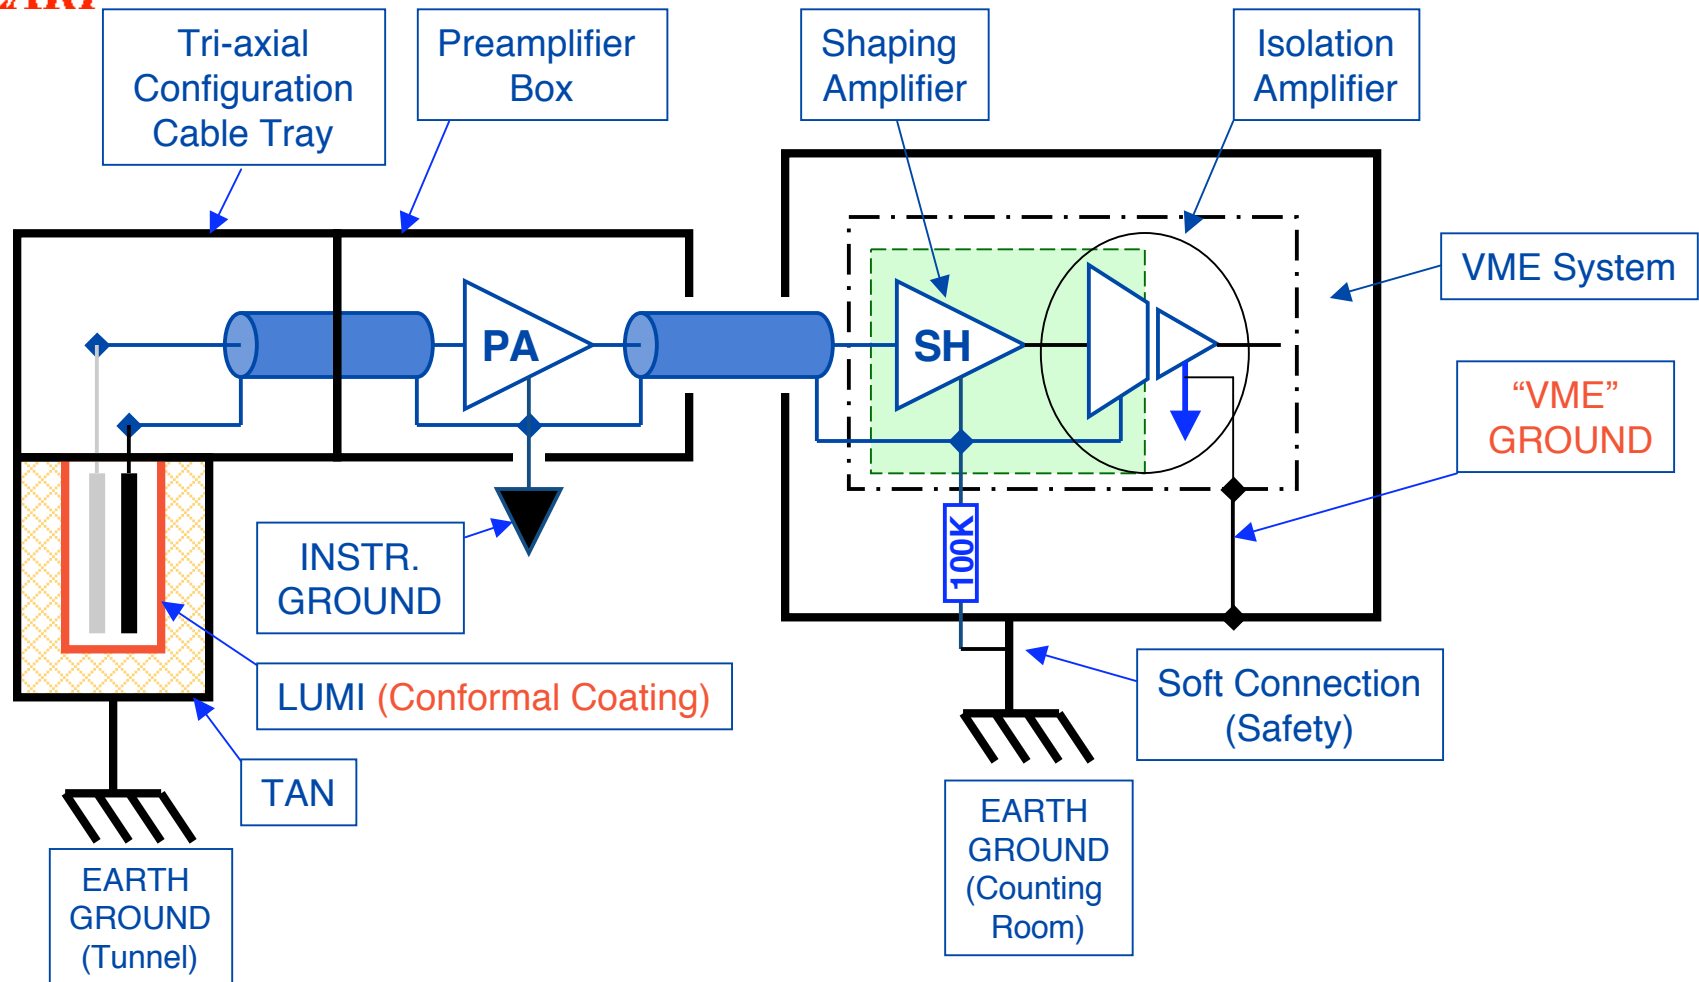 Tri-axial
Configuration
Cable Tray
Preamplifier
Box
Shaping
Amplifier
Isolation
Amplifier
VME System
PA
SH
"VME"
GROUND
100K
INSTR.
GROUND
LUMI (Conformal Coating)
Soft Connection
(Safety)
TAN
EARTH
GROUND
(Counting
Room)
EARTH
GROUND
(Tunnel)